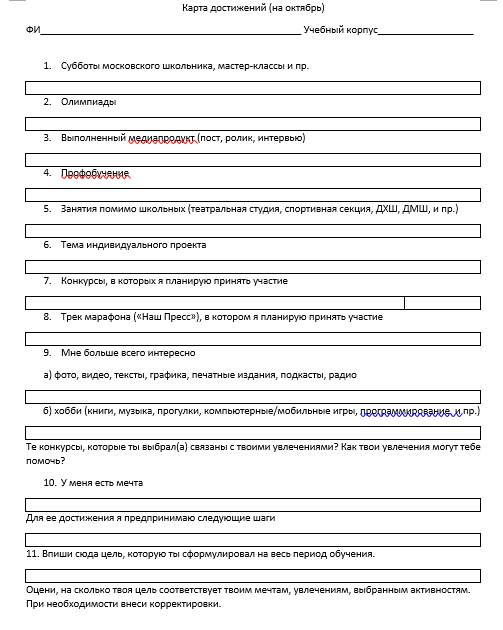 Карта достижений (на октябрь)
ФИ____________________________________________ Учебный корпус________________
1. Субботы московского школьника, мастер-классы и пр.
2. Олимпиады
3. Выполненный медиапродукт (пост, ролик, интервью)
4. Профобучение
5. Занятия помимо школьных (театральная студия, спортивная секция, ДХШ, ДМШ, и пр.)
6. Тема индивидуального проекта
7. Конкурсы, в которых я планирую принять участие
8. Трек марафона («Наш Пресс»), в котором я планирую принять участие
9. Мне больше всего интересно
а) фото, видео, тексты, графика, печатные издания, подкасты, радио
б) хобби (книги, музыка, прогулки, компьютерные/мобильные игры, программирование и пр.)
Те конкурсы, которые ты выбрал(а) связаны с твоими увлечениями? Как твои увлечения могут тебе
помочь?
10. У меня есть мечта
Для ее достижения я предпринимаю следующие шаги
11. Впиши сюда цель, которую ты сформулировал на весь период обучения.
Оцени, на сколько твоя цель соответствует твоим мечтам, увлечениям, выбранным активностям.
При необходимости внеси корректировки.